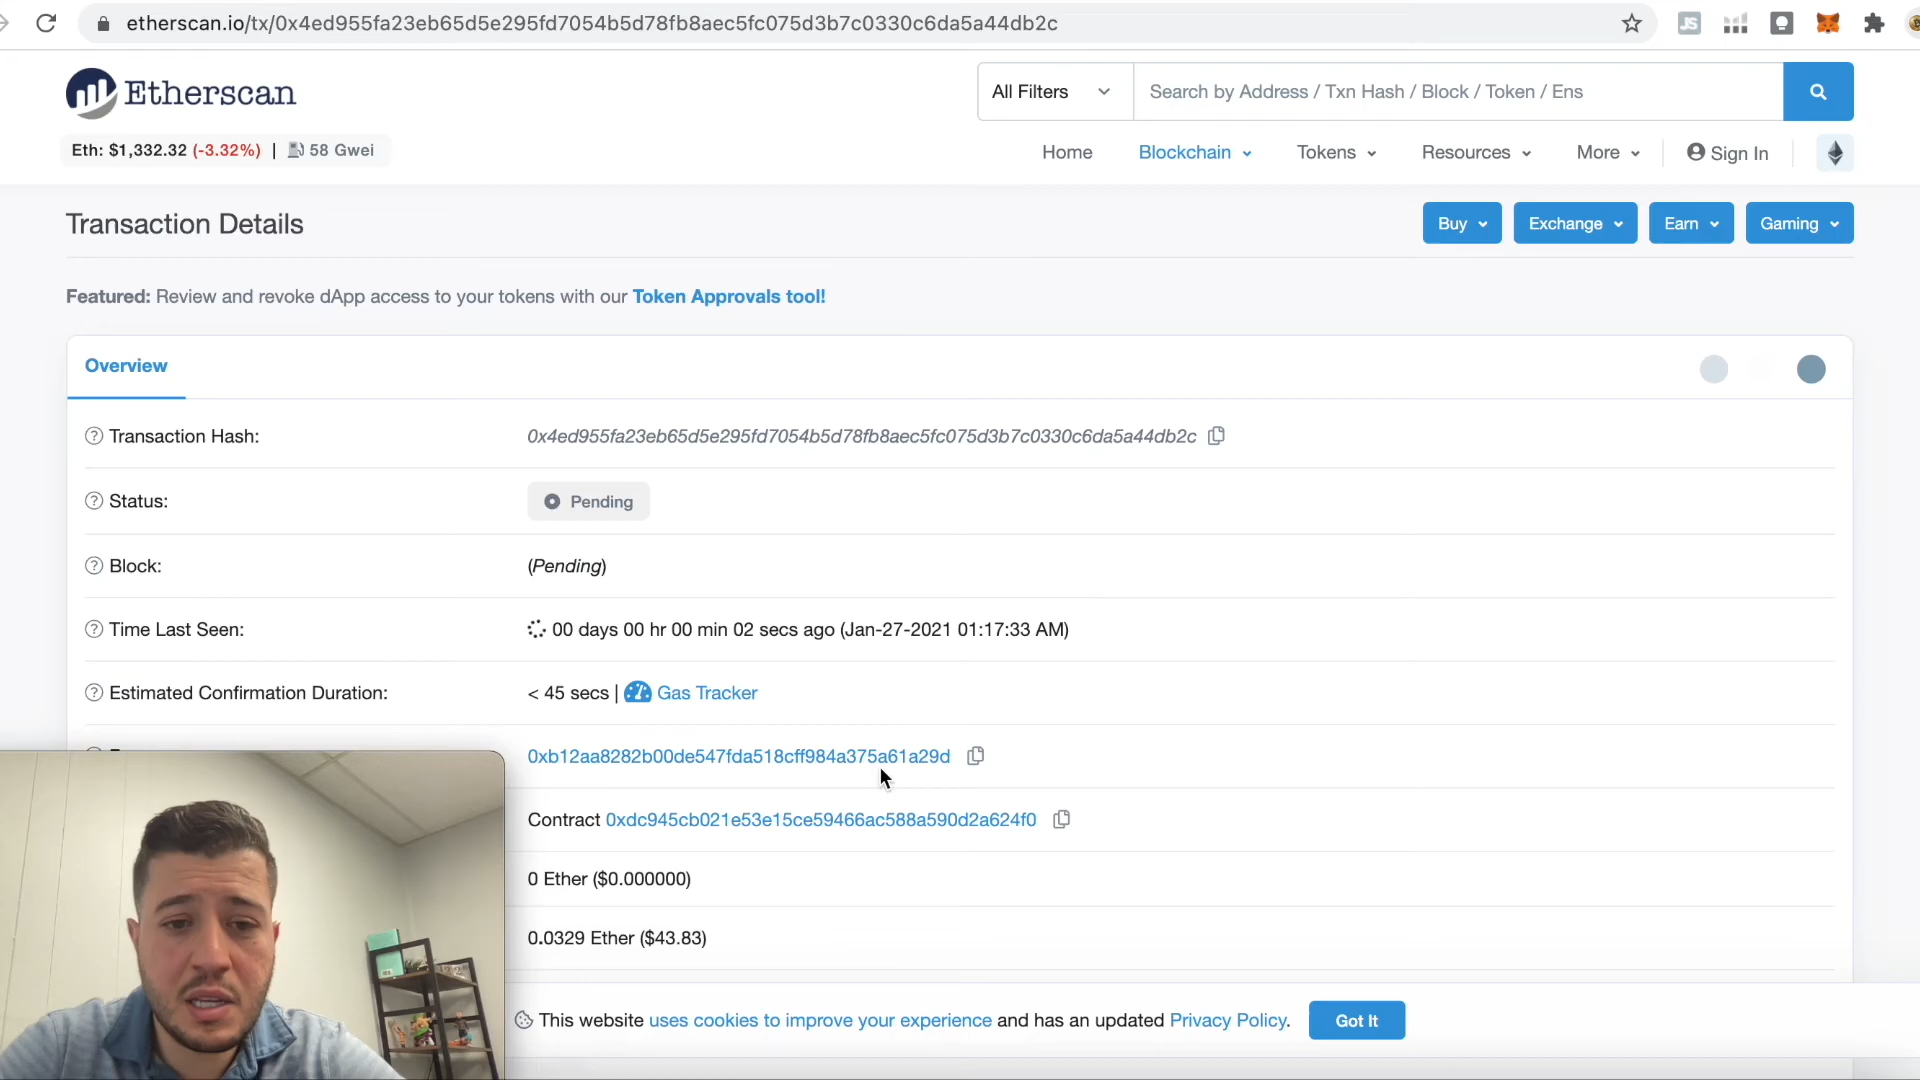 etherscan.io/tx/0x4ed955fa23eb65d5e295fd7054b5d78fb8aec5fc075d3b7c0330c6da5a44db2c
JS
Etherscan
All Filters
Search by Address / Txn Hash / Block / Token / Ens
Eth: $1,332.32 (-3.32%) | 58 Gwei
Home
Blockchain
Tokens
Resources
More
Sign In
Transaction Details
Buy
Exchange
Earn
Gaming
Featured: Review and revoke dApp access to your tokens with our Token Approvals tool!
Overview
Transaction Hash:
0x4ed955fa23eb65d5e295fd7054b5d78fb8aec5fc075d3b7c0330c6da5a44db2c
Status:
Pending
Block:
(Pending)
Time Last Seen:
00 days 00 hr 00 min 02 secs ago (Jan-27-2021 01:17:33 AM)
Estimated Confirmation Duration:
< 45 secs | Gas Tracker
0xb12aa8282b00de547fda518cff984a375a61a29d
Contract 0xdc945cb021e53e15ce59466ac588a590d2a624f0
0 Ether ($0.000000)
0.0329 Ether ($43.83)
This website uses cookies to improve your experience and has an updated Privacy Policy.
Got It